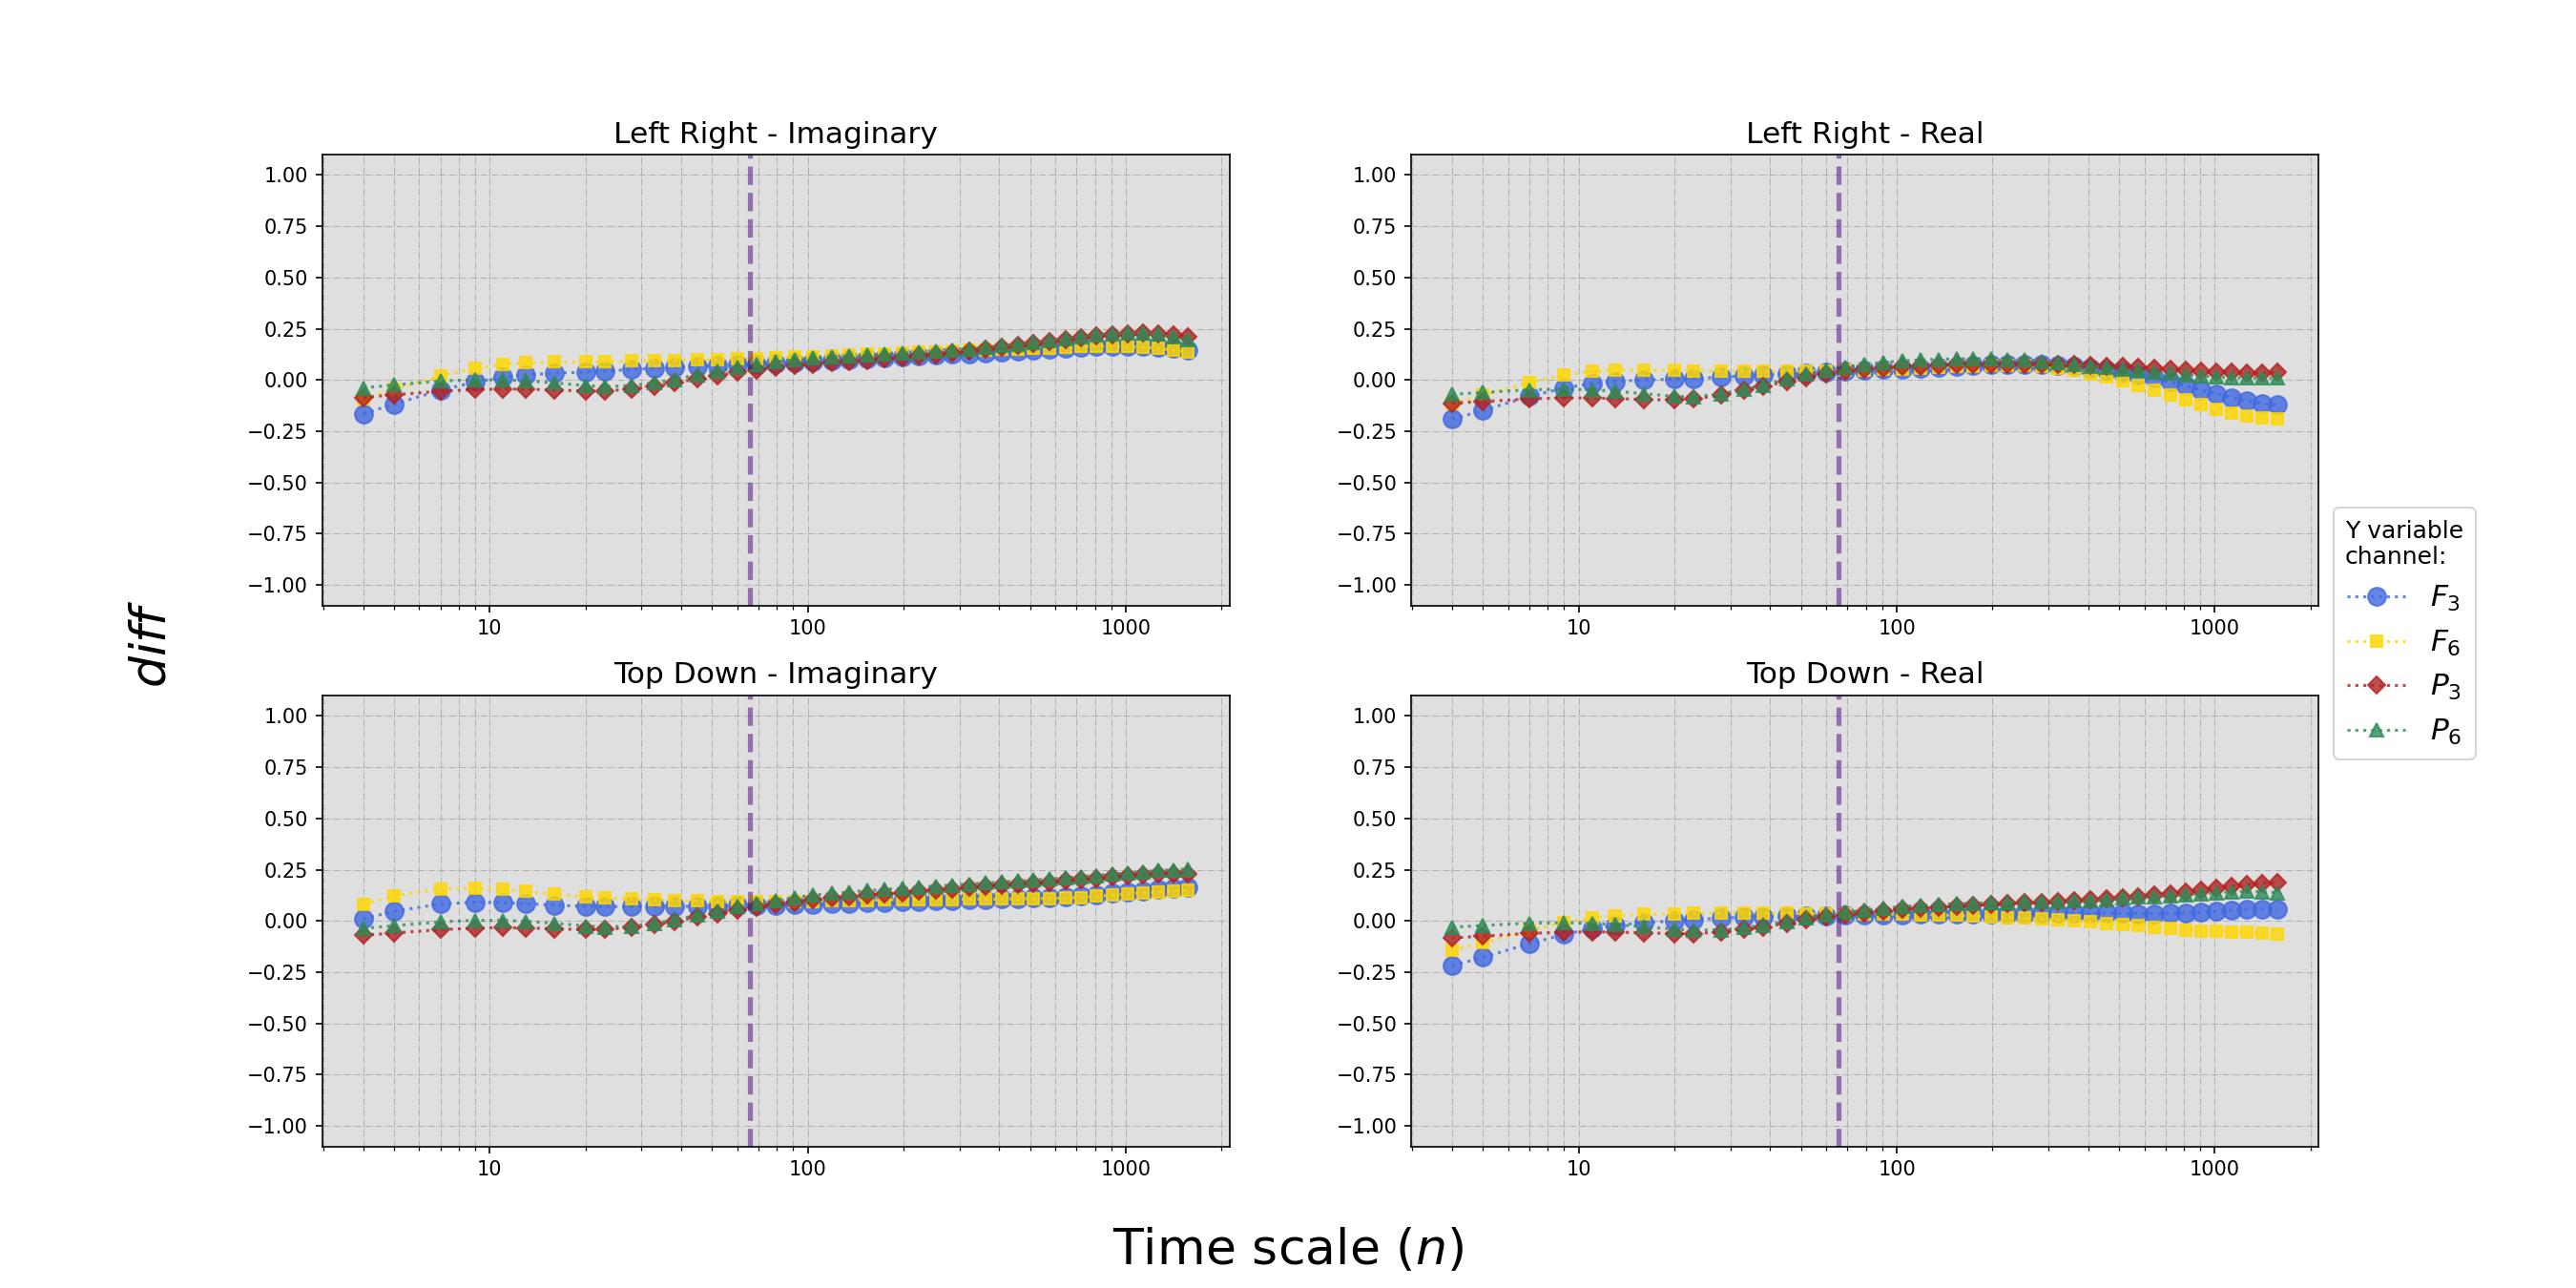 Left Right - Imaginary
1.00
0.75
0.50
0.25
0.00
−0.25
−0.50
−0.75
−1.00
10 100 1000
Left Right - Real
1.00
0.75
0.50
0.25
0.00
−0.25
−0.50
−0.75
−1.00
10 100 1000
Top Down - Imaginary
1.00
0.75
0.50
0.25
0.00
−0.25
−0.50
−0.75
−1.00
10 100 1000
Top Down - Real
1.00
0.75
0.50
0.25
0.00
−0.25
−0.50
−0.75
−1.00
10 100 1000
diff
Time scale (n)
Y variable
channel:
F3
F6
P3
P6